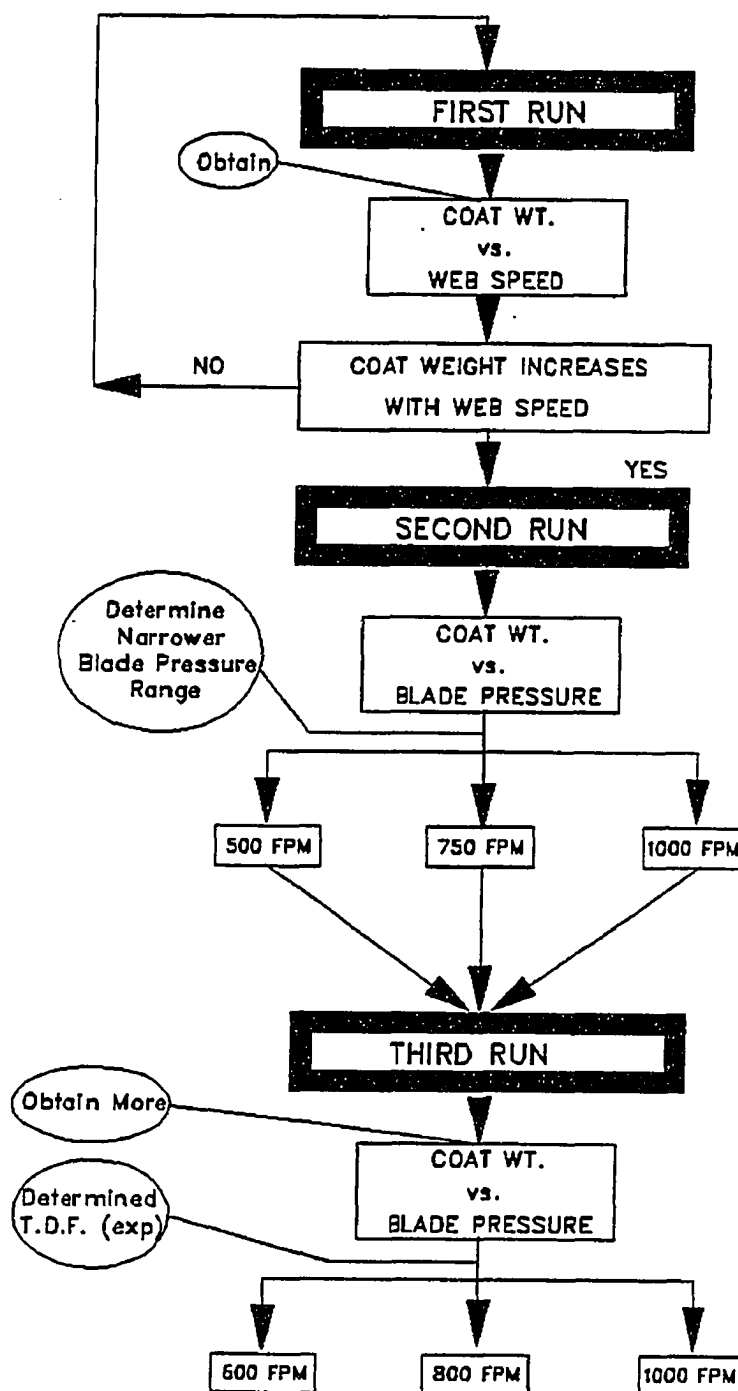 FIRST RUN
Obtain
COAT WT.
vs.
WEB SPEED
NO
COAT WEIGHT INCREASES
WITH WEB SPEED
YES
SECOND RUN
Determine
Narrower
Blade Pressure
Range
COAT WT.
vs.
BLADE PRESSURE
500 FPM
750 FPM
1000 FPM
THIRD RUN
Obtain More
COAT WT.
vs.
BLADE PRESSURE
Determined
T.D.F. (exp)
600 FPM
800 FPM
1000 FPM